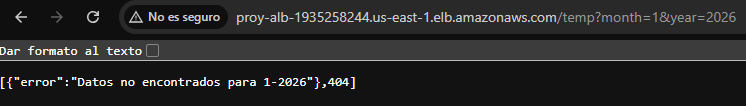 No es seguro proy-alb-1935258244.us-east-1.elb.amazonaws.com/temp?month=1&year=2026
Dar formato al texto
[{"error":"Datos no encontrados para 1-2026"},404]